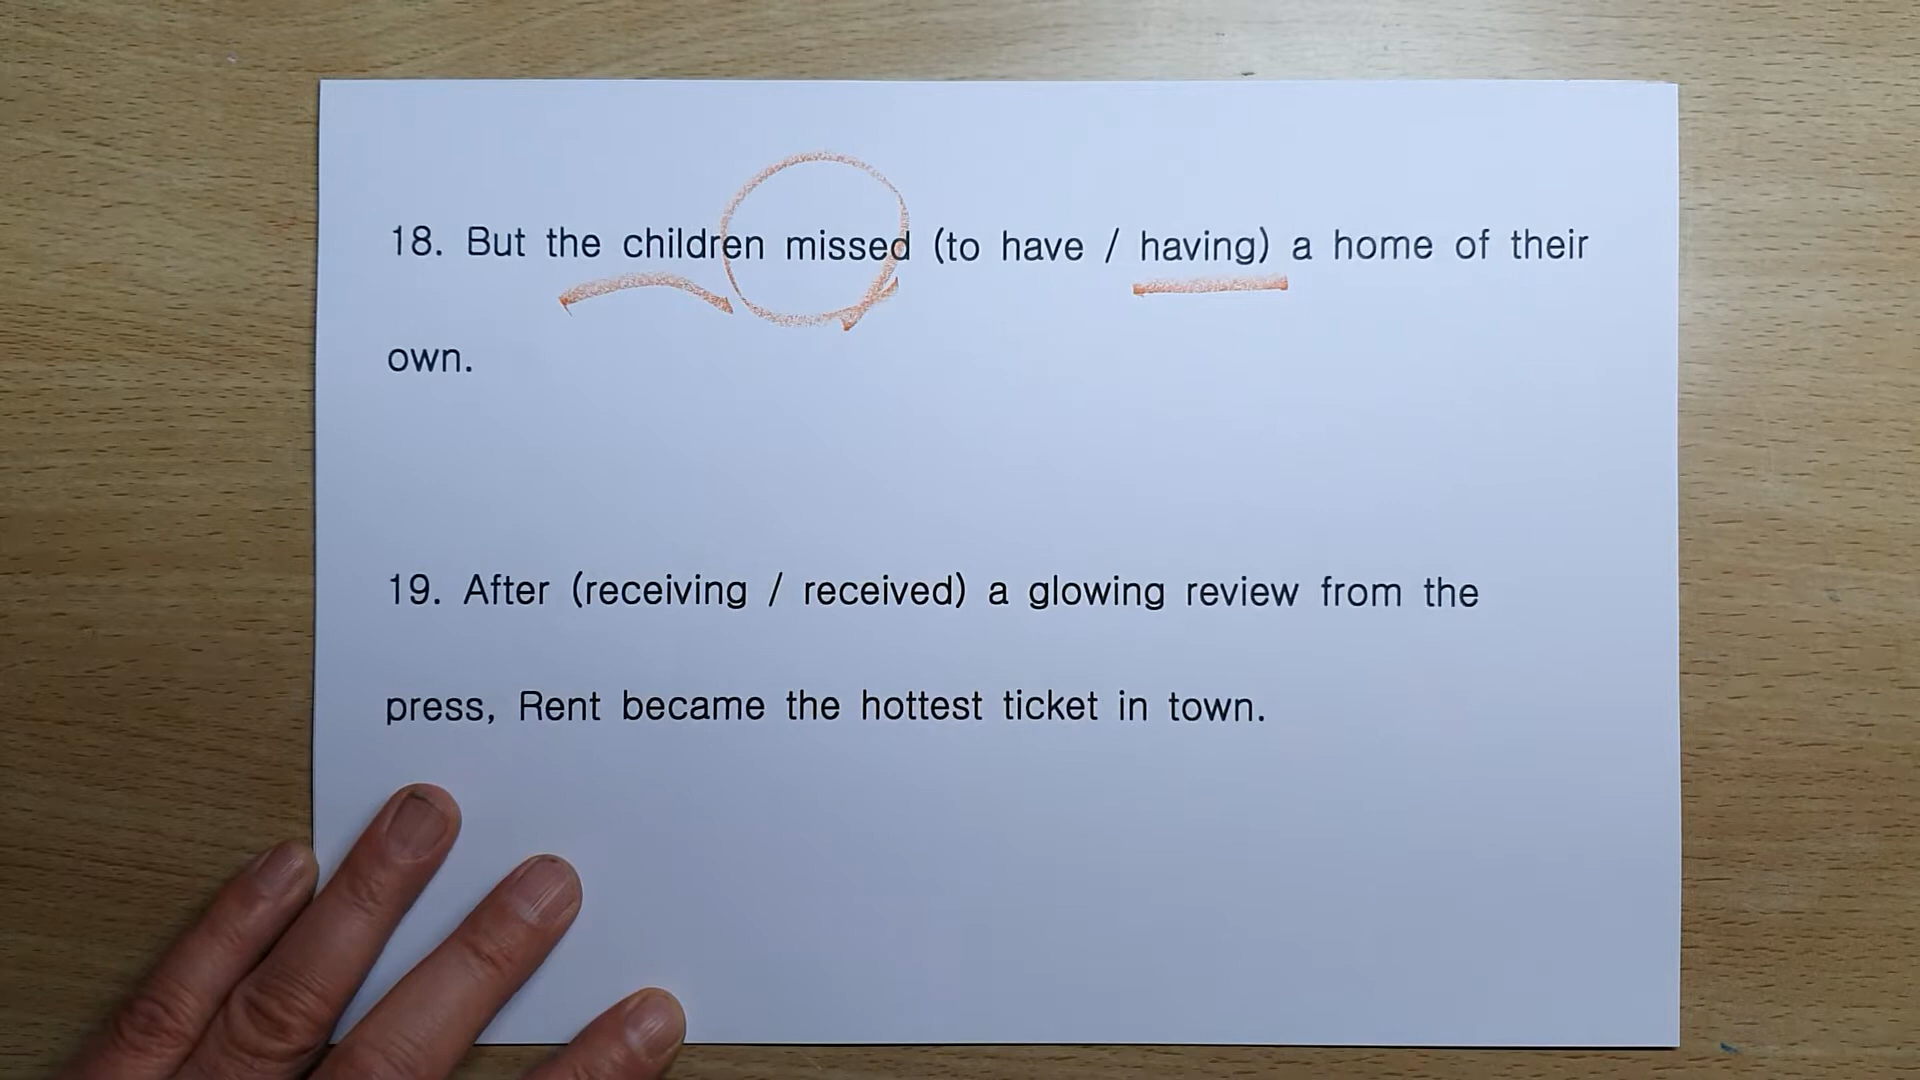 18. But the children missed (to have / having) a home of their
own.
19. After (receiving / received) a glowing review from the
press, Rent became the hottest ticket in town.